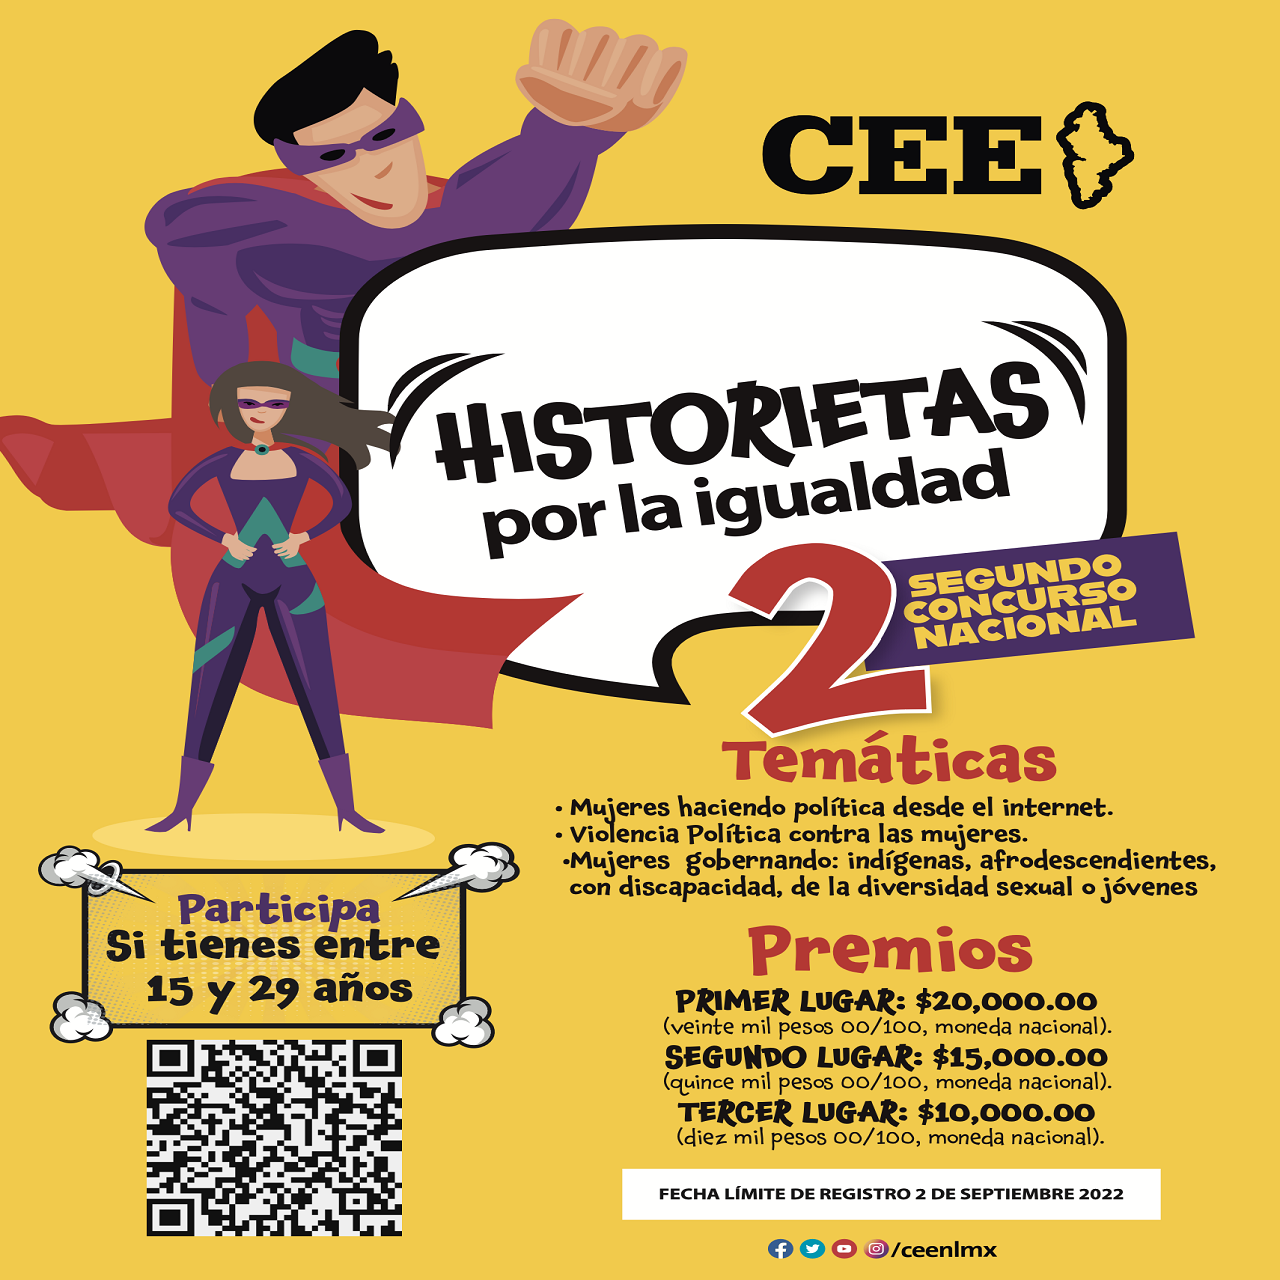 CEE
HISTORIETAS
por la igualdad
2
SEGUNDO
CONCURSO
NACIONAL
Temáticas
• Mujeres haciendo política desde el internet.
• Violencia Política contra las mujeres.
•Mujeres gobernando: indígenas, afrodescendientes,
con discapacidad, de la diversidad sexual o jóvenes
Participa
Si tienes entre
15 y 29 años
Premios
PRIMER LUGAR: $20,000.00
(veinte mil pesos 00/100, moneda nacional).
SEGUNDO LUGAR: $15,000.00
(quince mil pesos 00/100, moneda nacional).
TERCER LUGAR: $10,000.00
(diez mil pesos 00/100, moneda nacional).
FECHA LÍMITE DE REGISTRO 2 DE SEPTIEMBRE 2022
/ceenlmx